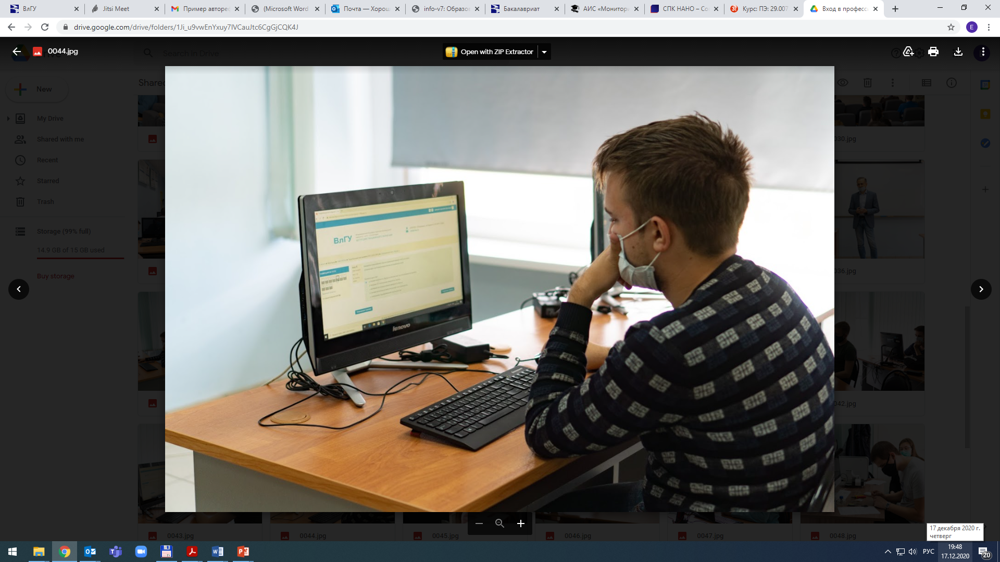 ВлГУ
Jitsi Meet
Пример авторе
(Microsoft Word
Почта — Хорош
info-v7: Образо
Бакалавриат
АИС «Монитори
СПК НАНО – Со
Курс: ПЭ: 29.007
Вход в професс
drive.google.com/drive/folders/1Ji_u9vwEnYxuy7IVCauJtc6CgGjCQK4J
E
0044.jpg
Search in Drive
Open with ZIP Extractor
New
Shared
My Drive
Shared with me
Recent
Starred
Trash
Storage (99% full)
14.9 GB of 15 GB used
Buy storage
030.jpg
036.jpg
042.jpg
ВлГУ
lenovo
0043.jpg
0044.jpg
0045.jpg
0046.jpg
0047.jpg
0048.jpg
17 декабря 2020 г.
четверг
РУС
19:48
17.12.2020
20